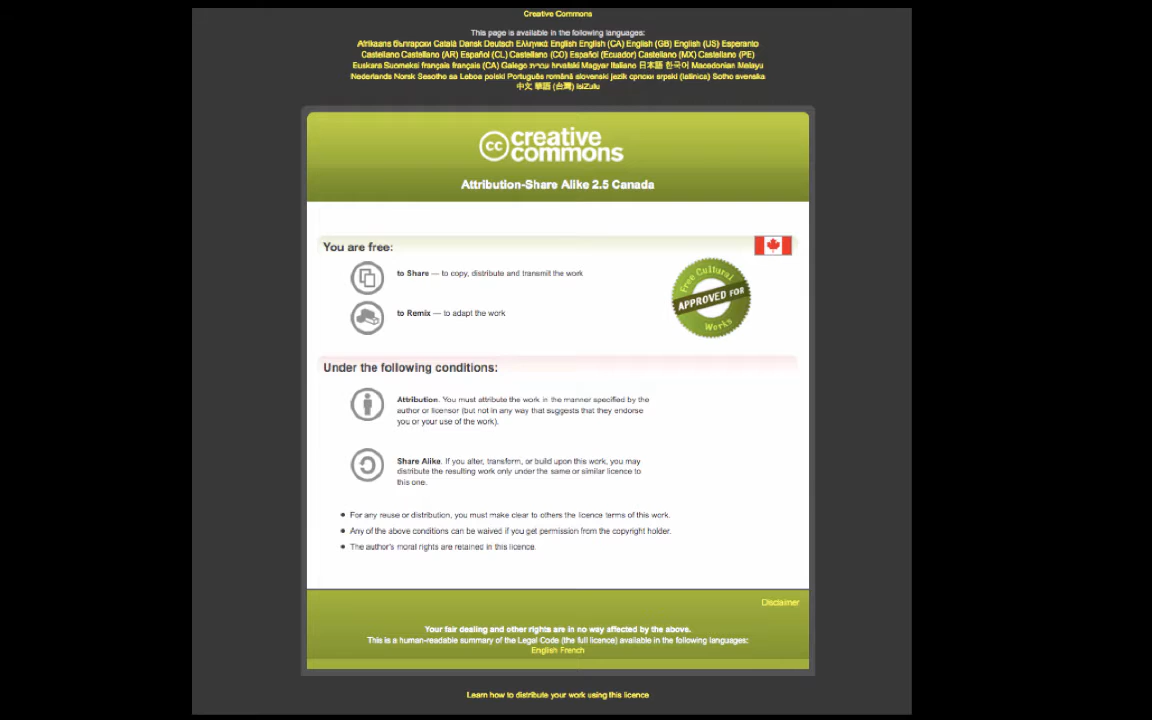 Creative Commons
This page is available in the following languages:
Afrikaans български Català Dansk Deutsch Ελληνικά English English (CA) English (GB) English (US) Esperanto
Castellano Castellano (AR) Español (CL) Castellano (CO) Español (Ecuador) Castellano (MX) Castellano (PE)
Euskara Suomeksi français français (CA) Galego עברית hrvatski Magyar Italiano 日本語 한국어 Macedonian Melayu
Nederlands Norsk Sesotho sa Leboa polski Português română slovenski jezik српски srpski (latinica) Sotho svenska
中文 華語 (台灣) isiZulu
cc creative commons
Attribution-Share Alike 2.5 Canada
You are free:
to Share — to copy, distribute and transmit the work
to Remix — to adapt the work
Free Cultural
APPROVED FOR
Works
Under the following conditions:
Attribution. You must attribute the work in the manner specified by the
author or licensor (but not in any way that suggests that they endorse
you or your use of the work).
Share Alike. If you alter, transform, or build upon this work, you may
distribute the resulting work only under the same or similar licence to
this one.
• For any reuse or distribution, you must make clear to others the licence terms of this work.
• Any of the above conditions can be waived if you get permission from the copyright holder.
• The author's moral rights are retained in this licence.
Disclaimer
Your fair dealing and other rights are in no way affected by the above.
This is a human-readable summary of the Legal Code (the full licence) available in the following languages:
English French
Learn how to distribute your work using this licence